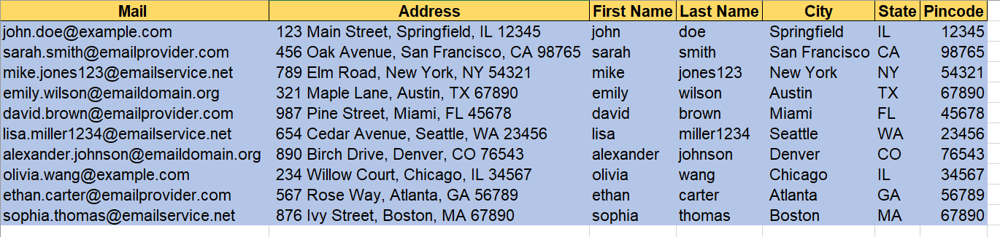 Mail Address First Name Last Name City State Pincode
john.doe@example.com 123 Main Street, Springfield, IL 12345 john doe Springfield IL 12345
sarah.smith@emailprovider.com 456 Oak Avenue, San Francisco, CA 98765 sarah smith San Francisco CA 98765
mike.jones123@emailservice.net 789 Elm Road, New York, NY 54321 mike jones123 New York NY 54321
emily.wilson@emaildomain.org 321 Maple Lane, Austin, TX 67890 emily wilson Austin TX 67890
david.brown@emailprovider.com 987 Pine Street, Miami, FL 45678 david brown Miami FL 45678
lisa.miller1234@emailservice.net 654 Cedar Avenue, Seattle, WA 23456 lisa miller1234 Seattle WA 23456
alexander.johnson@emaildomain.org 890 Birch Drive, Denver, CO 76543 alexander johnson Denver CO 76543
olivia.wang@example.com 234 Willow Court, Chicago, IL 34567 olivia wang Chicago IL 34567
ethan.carter@emailprovider.com 567 Rose Way, Atlanta, GA 56789 ethan carter Atlanta GA 56789
sophia.thomas@emailservice.net 876 Ivy Street, Boston, MA 67890 sophia thomas Boston MA 67890